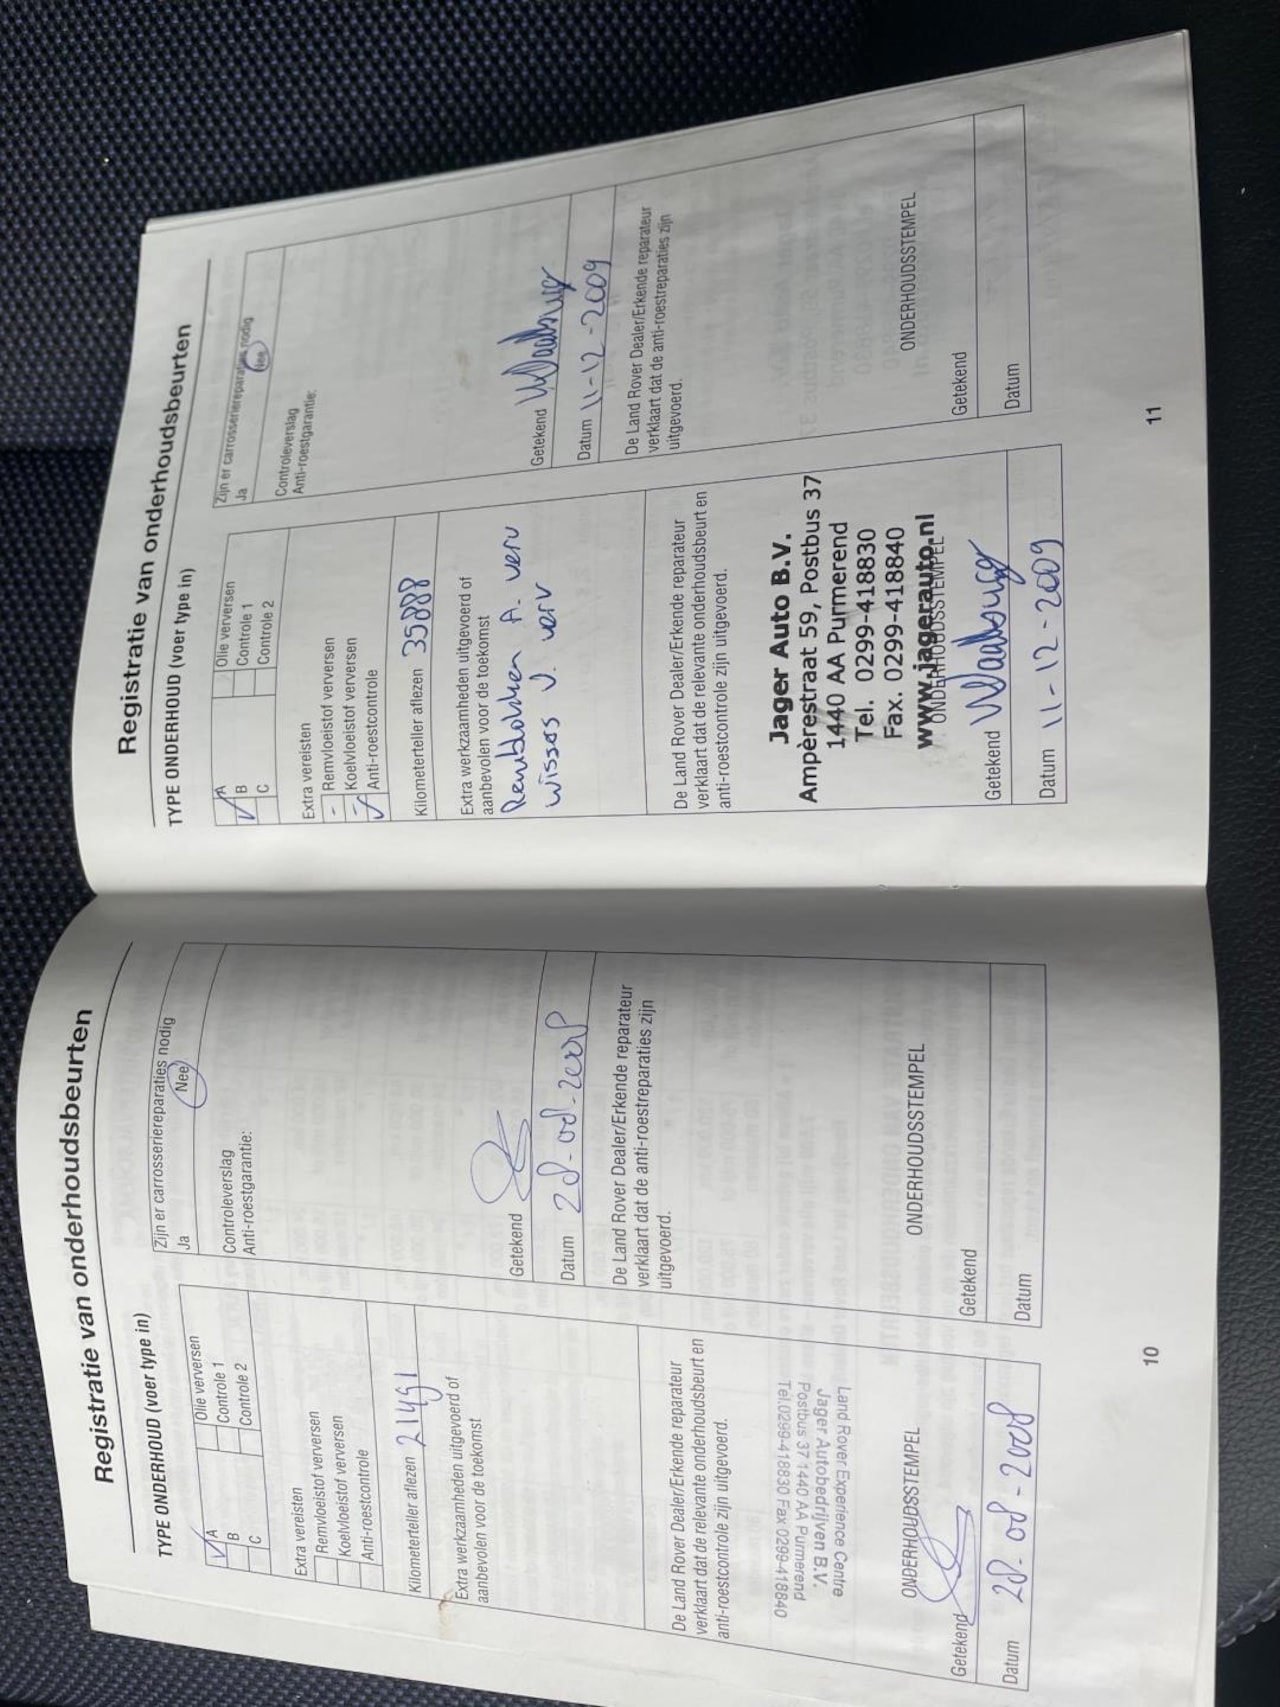 Registratie van onderhoudsbeurten
TYPE ONDERHOUD (voer type in)
A
B
C
Olie verversen
Controle 1
Controle 2
Extra vereisten
Remvloeistof verversen
Koelvloeistof verversen
Anti-roestcontrole
Kilometerteller aflezen 21491
Extra werkzaamheden uitgevoerd of
aanbevolen voor de toekomst
De Land Rover Dealer/Erkende reparateur
verklaart dat de relevante onderhoudsbeurt en
anti-roestcontrole zijn uitgevoerd.
Tel.0299-418830 Fax 0299-418840
Postbus 37 1440 AA Purmerend
Jager Autobedrijven B.V.
Land Rover Experience Centre
ONDERHOUDSSTEMPEL
Getekend
Datum 28-08-2008
Zijn er carrosseriereparaties nodig
Ja Nee
Controleverslag
Anti-roestgarantie:
Getekend
Datum 28-08-2008
De Land Rover Dealer/Erkende reparateur
verklaart dat de anti-roestreparaties zijn
uitgevoerd.
ONDERHOUDSSTEMPEL
Getekend
Datum
10
Registratie van onderhoudsbeurten
TYPE ONDERHOUD (voer type in)
A
B
C
Olie verversen
Controle 1
Controle 2
Extra vereisten
Remvloeistof verversen
Koelvloeistof verversen
Anti-roestcontrole
Kilometerteller aflezen 35888
Extra werkzaamheden uitgevoerd of
aanbevolen voor de toekomst
Remblokken A. verv
wissers V. verv
De Land Rover Dealer/Erkende reparateur
verklaart dat de relevante onderhoudsbeurt en
anti-roestcontrole zijn uitgevoerd.
Jager Auto B.V.
Ampèrestraat 59, Postbus 37
1440 AA Purmerend
Tel. 0299-418830
Fax. 0299-418840
www.jagerauto.nl
ONDERHOUDSSTEMPEL
Getekend
Datum 11-12-2009
Zijn er carrosseriereparaties nodig
Ja Nee
Controleverslag
Anti-roestgarantie:
Getekend
Datum 11-12-2009
De Land Rover Dealer/Erkende reparateur
verklaart dat de anti-roestreparaties zijn
uitgevoerd.
ONDERHOUDSSTEMPEL
Getekend
Datum
11